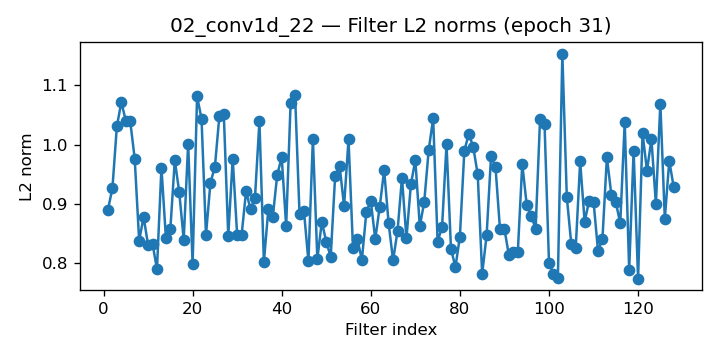 02_conv1d_22 — Filter L2 norms (epoch 31)
1.1
1.0
0.9
0.8
L2 norm
0 20 40 60 80 100 120
Filter index